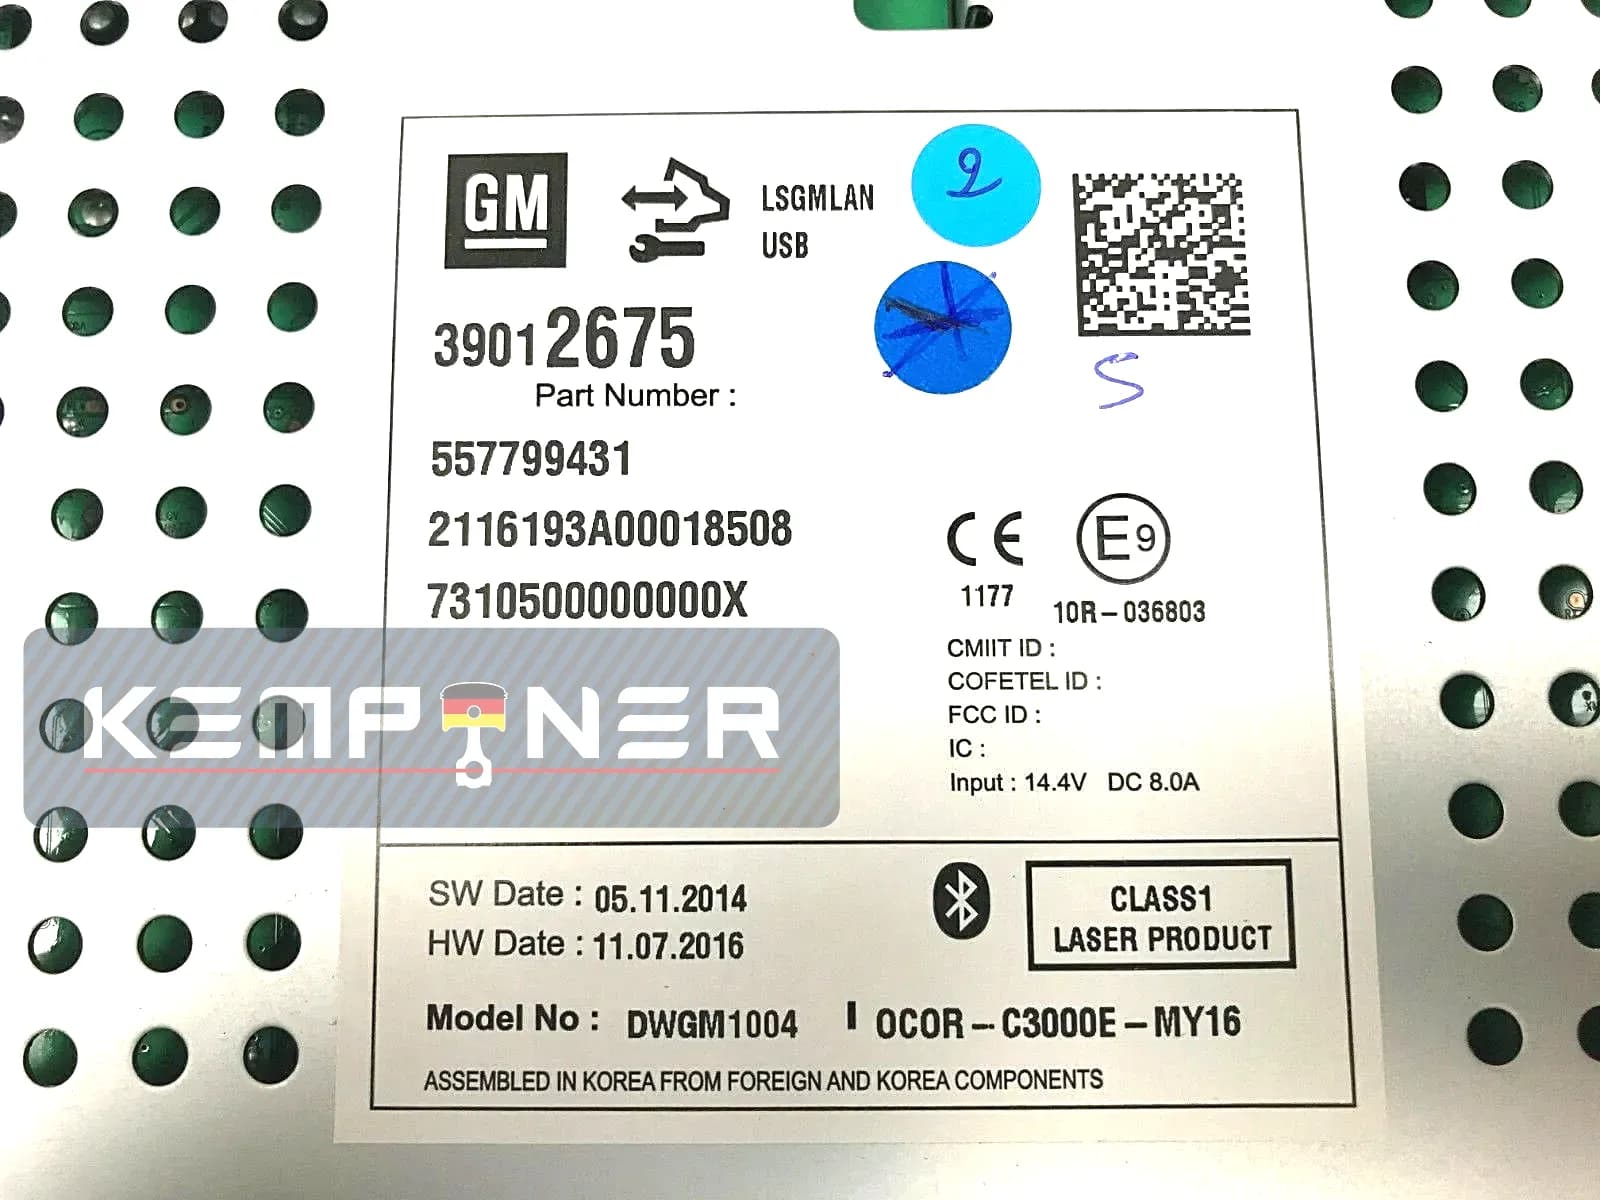 GM
LSGMLAN
USB
2
39012675
Part Number :
S
557799431
2116193A00018508
7310500000000X
CE
1177
E9
10R-036803
CMIIT ID :
COFETEL ID :
FCC ID :
IC :
Input : 14.4V DC 8.0A
KEMPTNER
SW Date : 05.11.2014
HW Date : 11.07.2016
CLASS1
LASER PRODUCT
Model No : DWGM1004 I OCOR-C3000E-MY16
ASSEMBLED IN KOREA FROM FOREIGN AND KOREA COMPONENTS